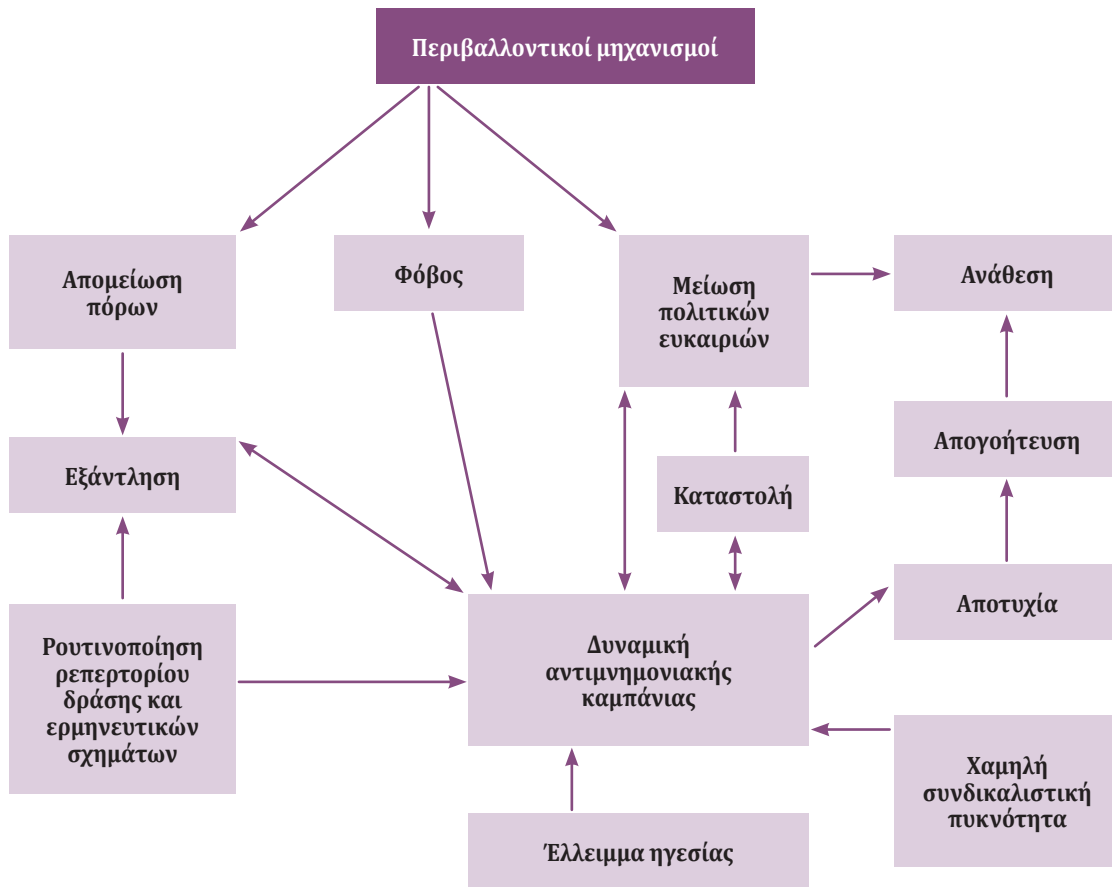 Περιβαλλοντικοί μηχανισμοί
Απομείωση
πόρων
Φόβος
Μείωση
πολιτικών
ευκαιριών
Ανάθεση
Εξάντληση
Καταστολή
Απογοήτευση
Ρουτινοποίηση
ρεπερτορίου
δράσης και
ερμηνευτικών
σχημάτων
Δυναμική
αντιμνημονιακής
καμπάνιας
Αποτυχία
Χαμηλή
συνδικαλιστική
πυκνότητα
Έλλειμμα ηγεσίας